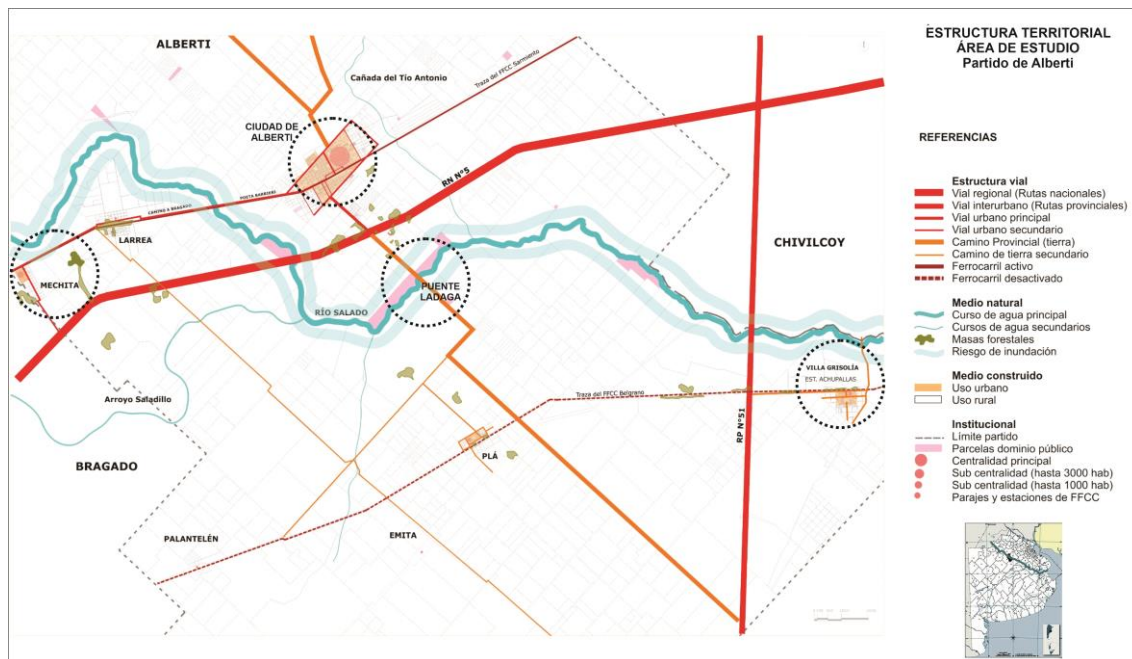 ESTRUCTURA TERRITORIAL
ÁREA DE ESTUDIO
Partido de Alberti
REFERENCIAS
Estructura vial
Vial regional (Rutas nacionales)
Vial interurbano (Rutas provinciales)
Vial urbano principal
Vial urbano secundario
Camino Provincial (tierra)
Camino de tierra secundario
Ferrocarril activo
Ferrocarril desactivado
Medio natural
Curso de agua principal
Cursos de agua secundarios
Masas forestales
Riesgo de inundación
Medio construido
Uso urbano
Uso rural
Institucional
Límite partido
Parcelas dominio público
Centralidad principal
Sub centralidad (hasta 3000 hab)
Sub centralidad (hasta 1000 hab)
Parajes y estaciones de FFCC
ALBERTI
Cañada del Tío Antonio
Traza del FFCC Sarmiento
CIUDAD DE
ALBERTI
RN Nº5
CAMINO A BRAGADO
LARREA
MECHITA
CHIVILCOY
PUENTE
LADAGA
RÍO SALADO
VILLA GRISOLÍA
EST. ACHUPALLAS
Arroyo Saladillo
Traza del FFCC Belgrano
RP Nº51
BRAGADO
PLÁ
PALANTELÉN
EMITA